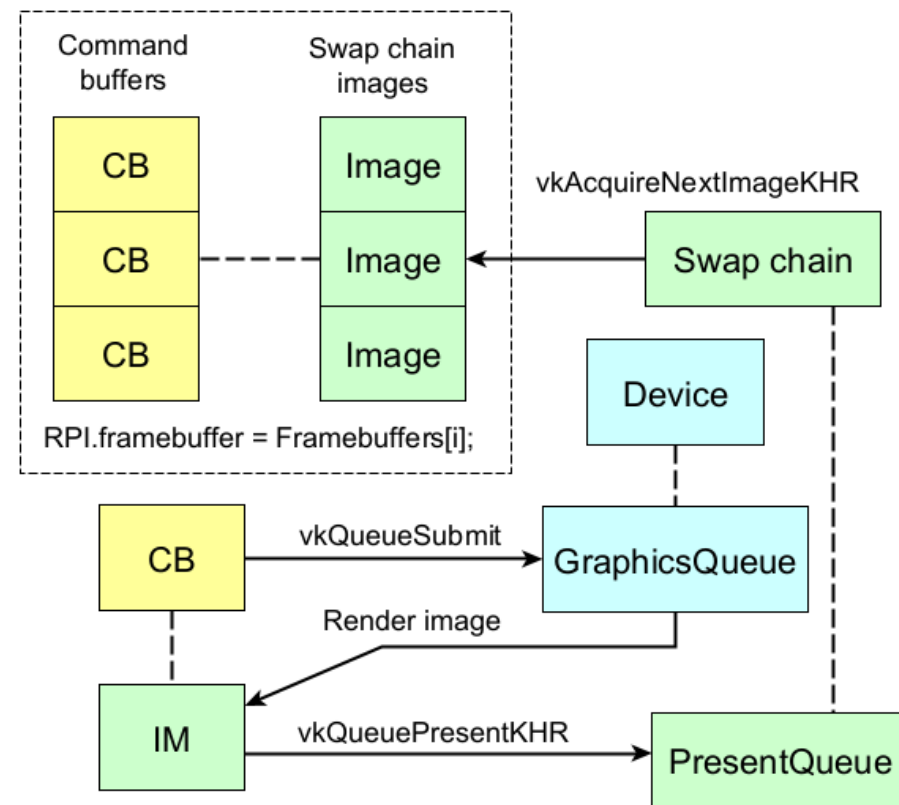 Command
buffers
Swap chain
images
CB
Image
CB
Image
CB
Image
RPI.framebuffer = Framebuffers[i];
vkAcquireNextImageKHR
Swap chain
Device
CB
vkQueueSubmit
GraphicsQueue
Render image
IM
vkQueuePresentKHR
PresentQueue